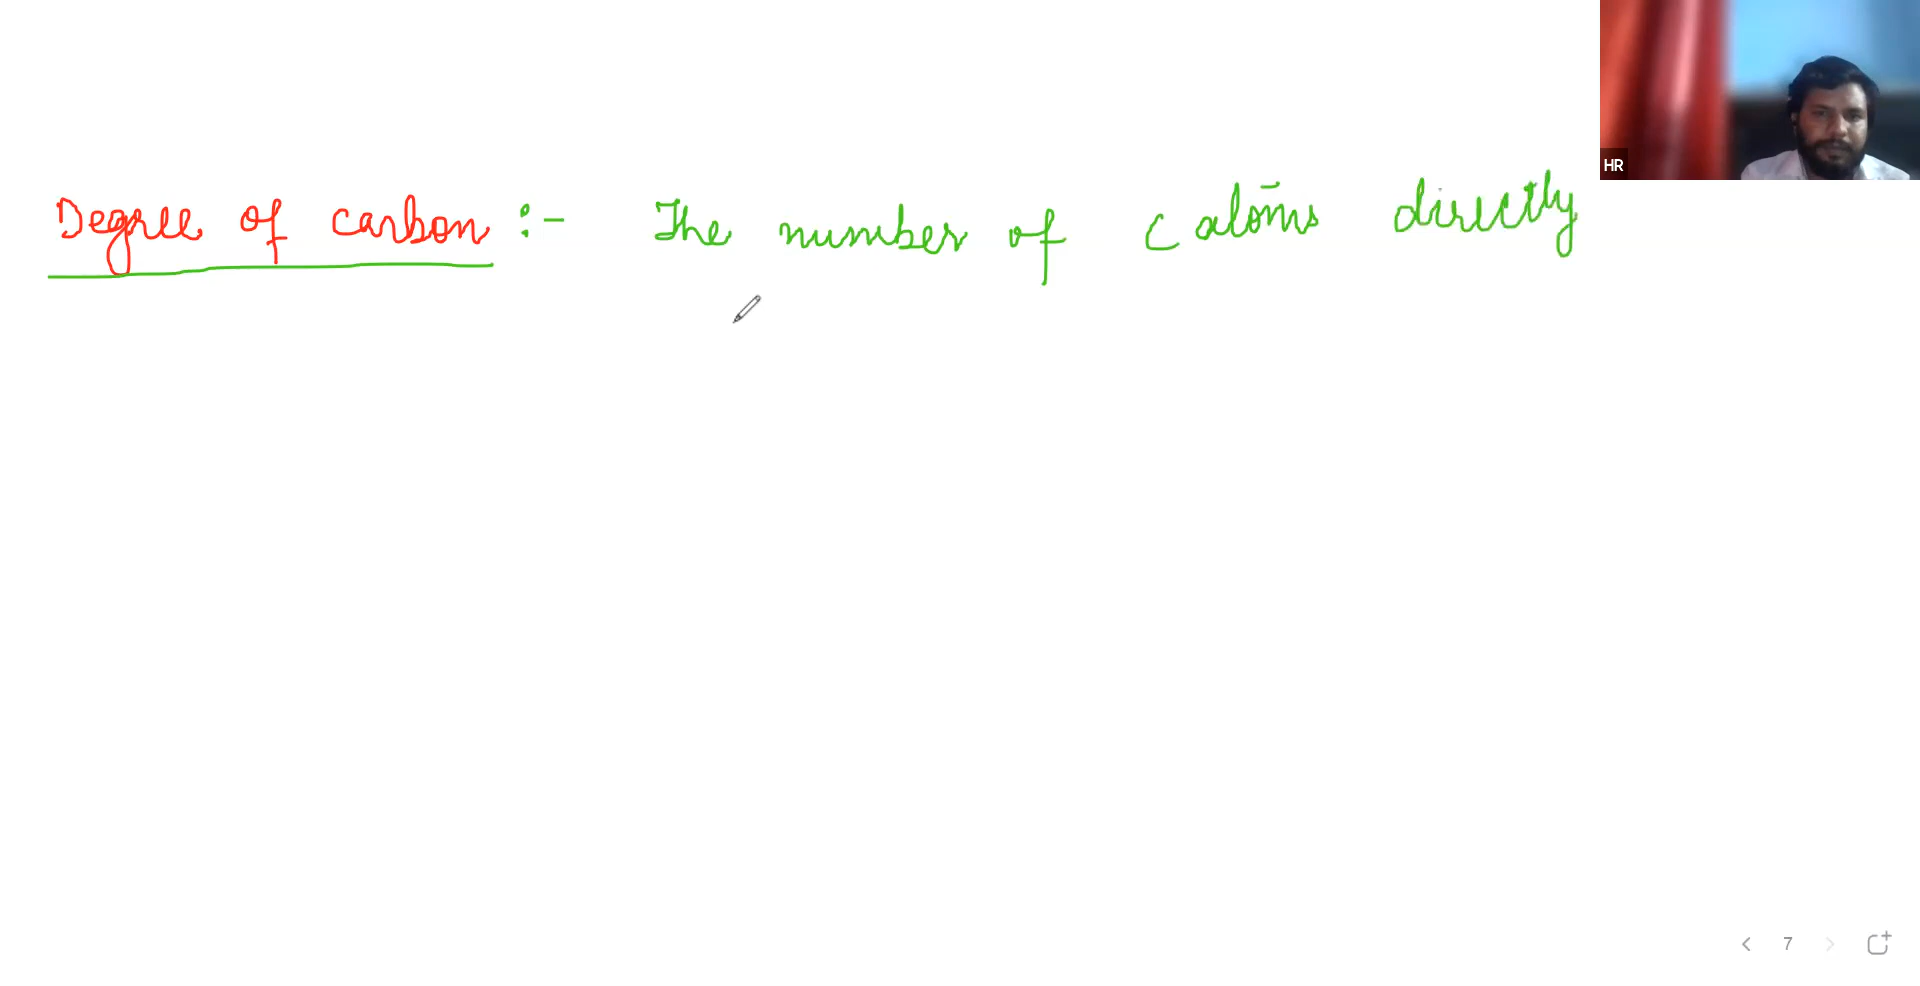 Degree of carbon :- The number of C atoms directly
HR
7